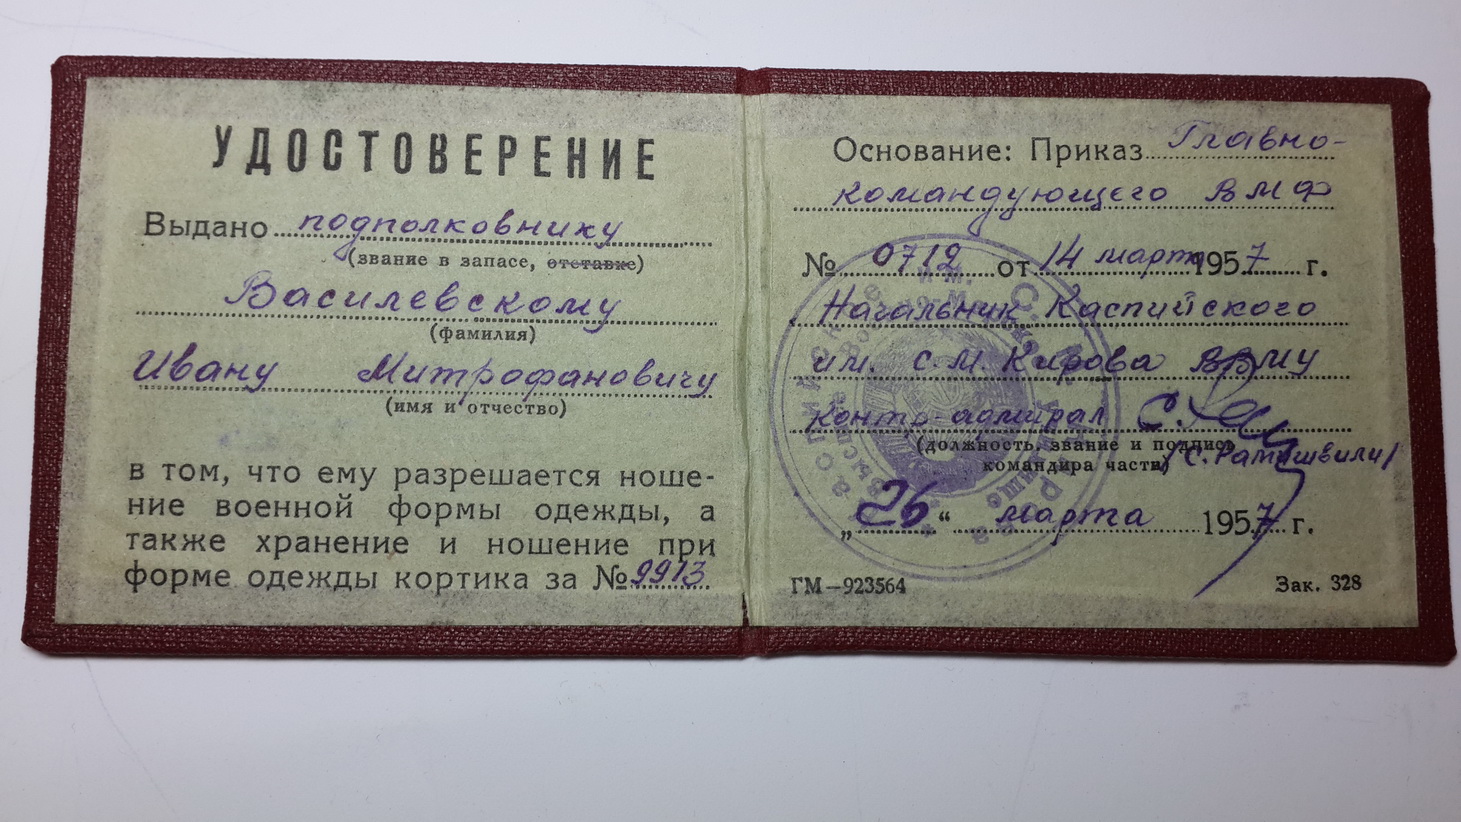 УДОСТОВЕРЕНИЕ
Выдано подполковнику
(звание в запасе, отставке)
Василевскому
(фамилия)
Ивану Митрофановичу
(имя и отчество)
в том, что ему разрешается ноше-
ние военной формы одежды, а
также хранение и ношение при
форме одежды кортика за № 9913
Основание: Приказ Главно-
командующего ВМФ
№ 0712 от 14 марта 1957 г.
Начальник Каспийского
им. С.М. Кирова ВВМУ
контр-адмирал
(должность, звание и подпись
командира части)
/С. Рамишвили/
„26“ марта 1957 г.
ГМ—923564 Зак. 328